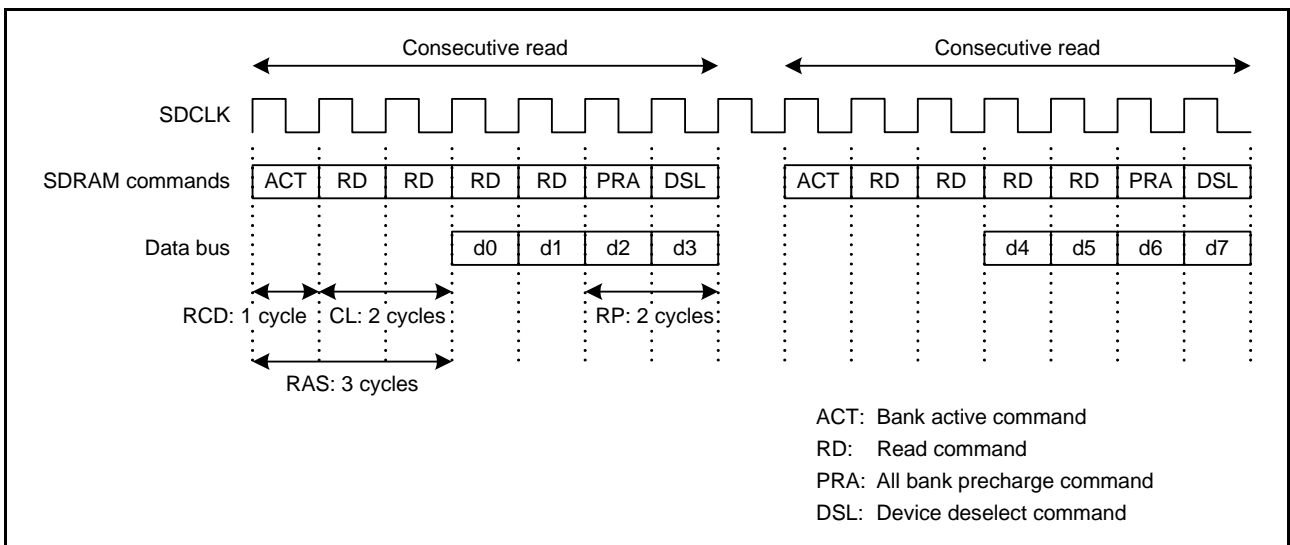 Consecutive read Consecutive read
SDCLK
SDRAM commands ACT RD RD RD RD PRA DSL ACT RD RD RD RD PRA DSL
Data bus d0 d1 d2 d3 d4 d5 d6 d7
RCD: 1 cycle CL: 2 cycles RP: 2 cycles
RAS: 3 cycles
ACT: Bank active command
RD: Read command
PRA: All bank precharge command
DSL: Device deselect command